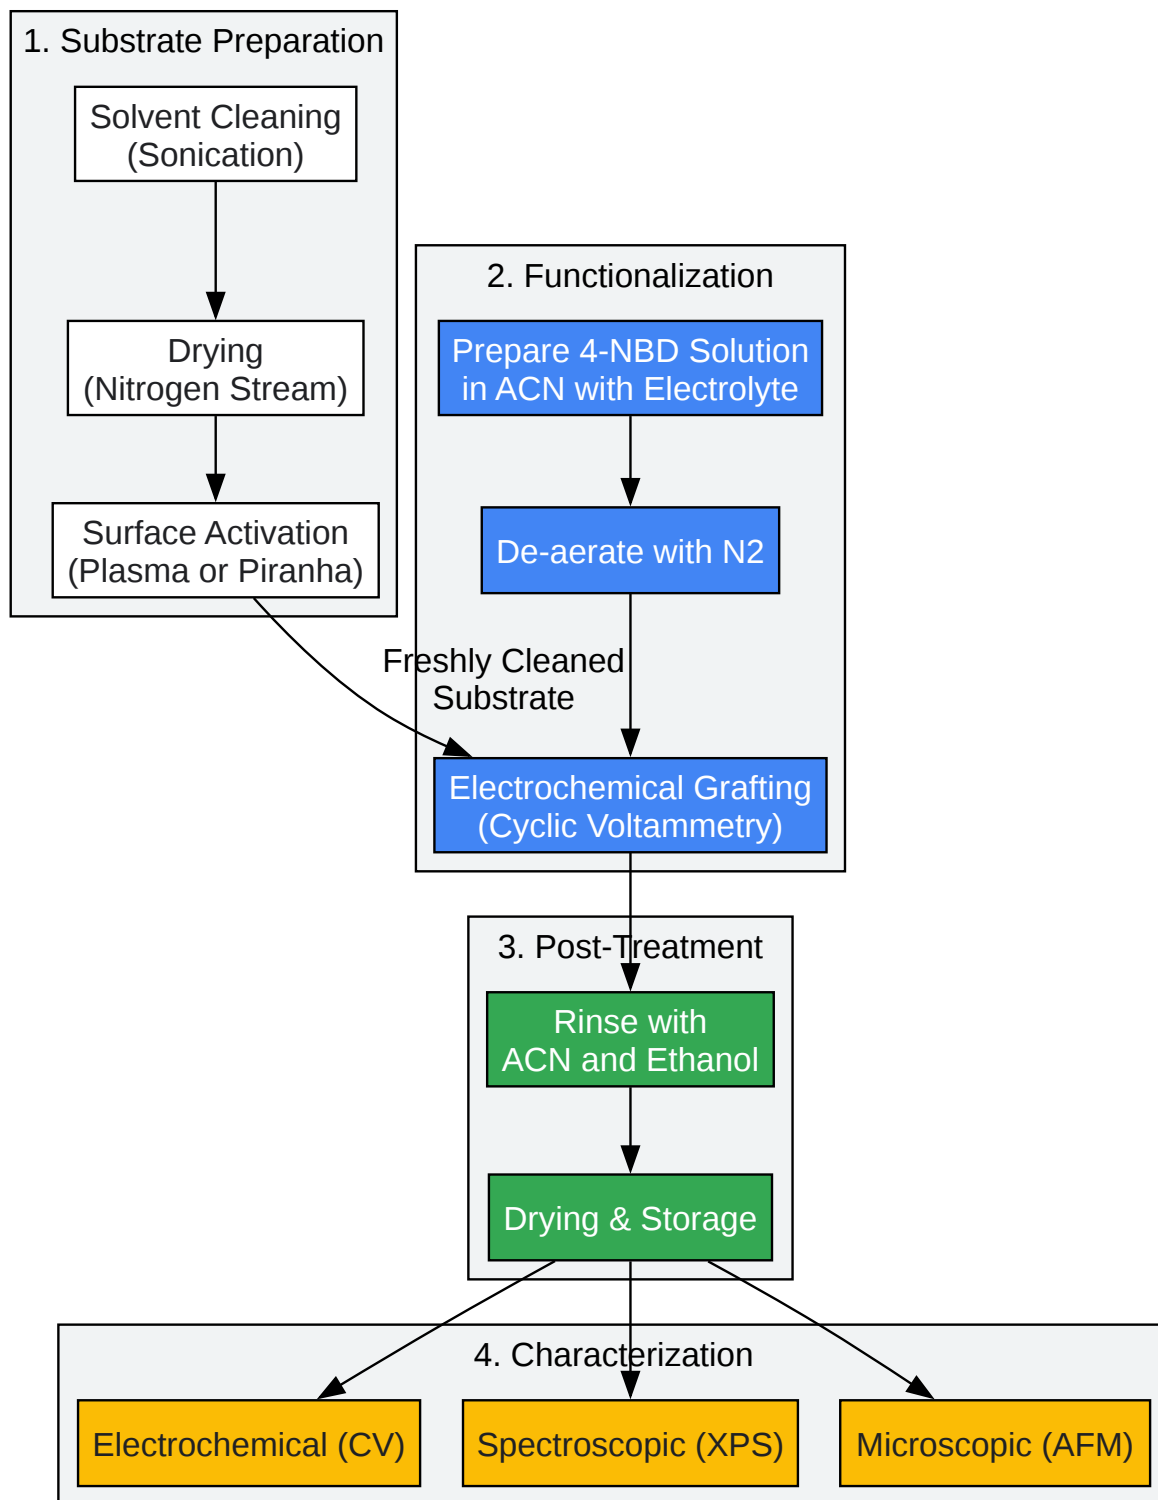 1. Substrate Preparation
Solvent Cleaning
(Sonication)
Drying
(Nitrogen Stream)
Surface Activation
(Plasma or Piranha)
2. Functionalization
Prepare 4-NBD Solution
in ACN with Electrolyte
De-aerate with N2
Freshly Cleaned
Substrate
Electrochemical Grafting
(Cyclic Voltammetry)
3. Post-Treatment
Rinse with
ACN and Ethanol
Drying & Storage
4. Characterization
Electrochemical (CV)
Spectroscopic (XPS)
Microscopic (AFM)